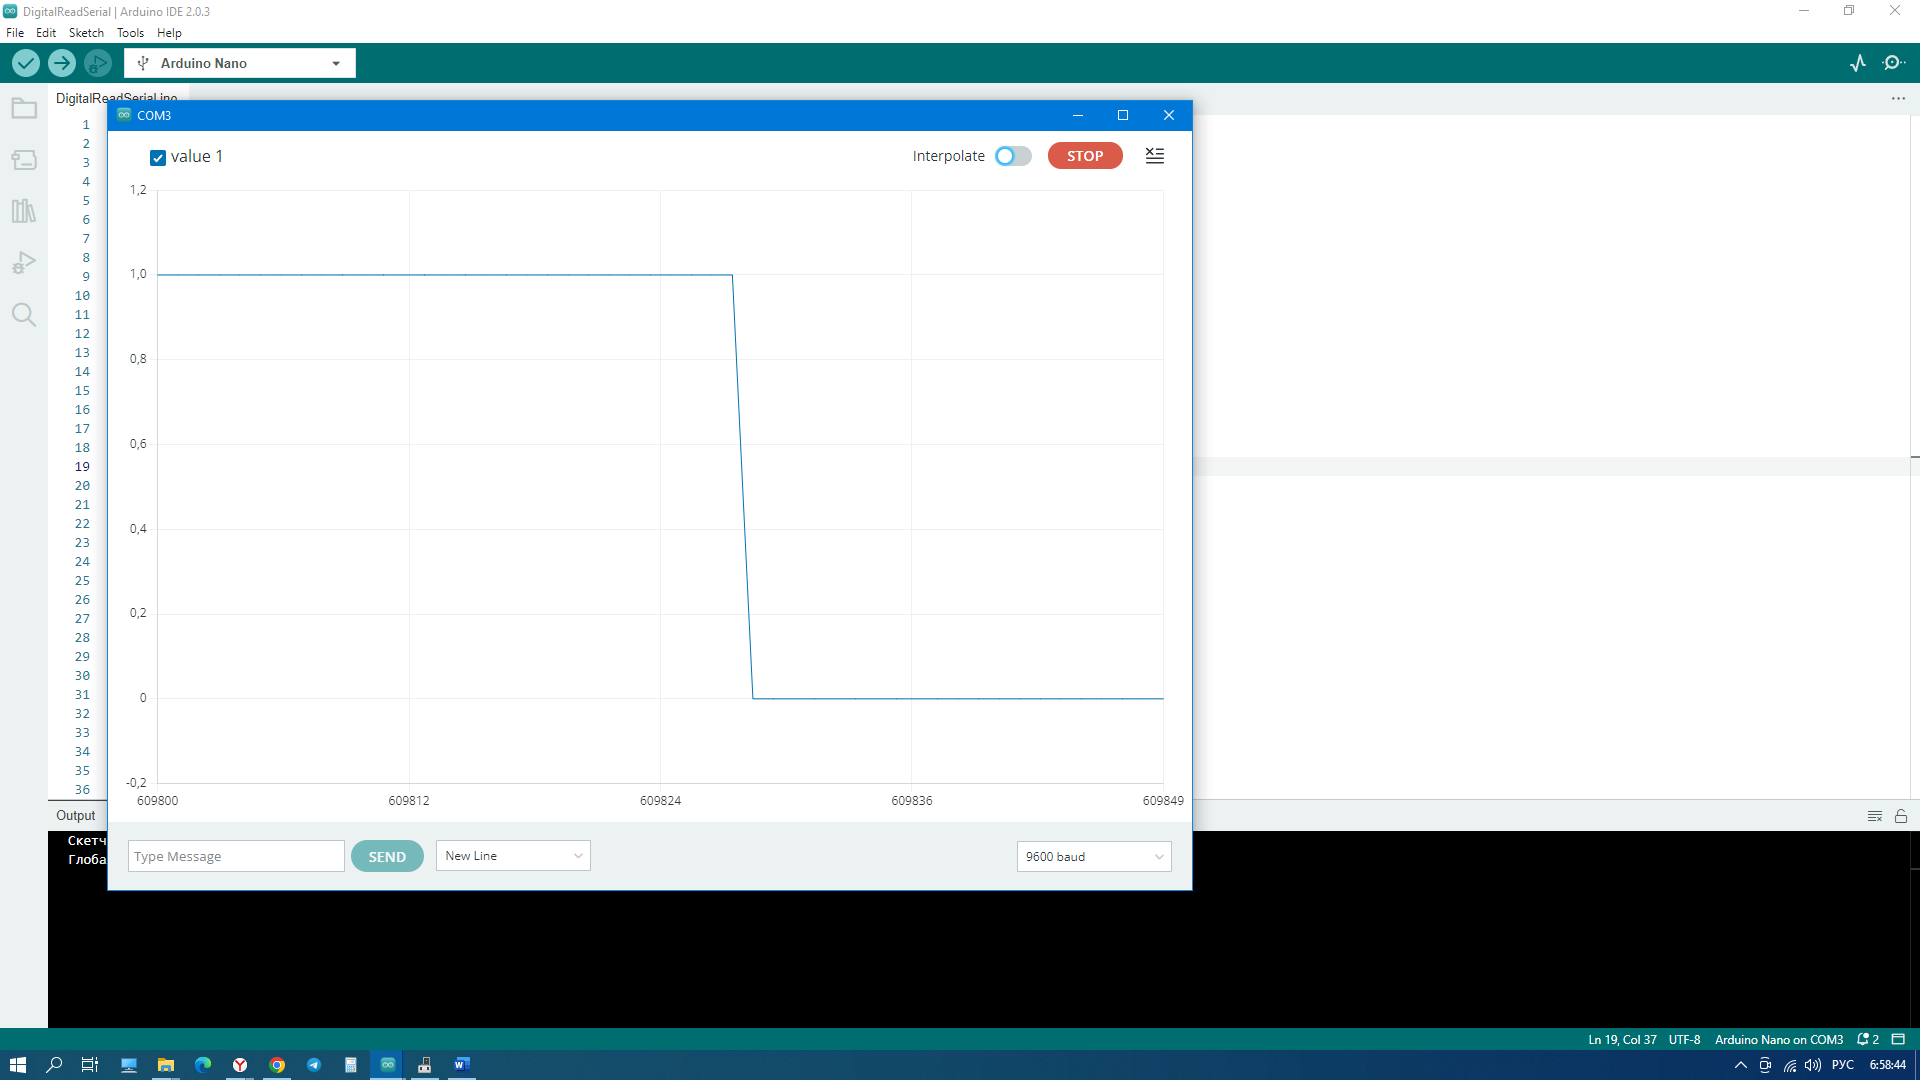 DigitalReadSerial | Arduino IDE 2.0.3
File Edit Sketch Tools Help
Arduino Nano
DigitalReadSerial.ino
COM3
value 1
Interpolate
STOP
1
2
3
4
5
6
7
8
9
10
11
12
13
14
15
16
17
18
19
20
21
22
23
24
25
26
27
28
29
30
31
32
33
34
35
36
1,2
1,0
0,8
0,6
0,4
0,2
0
-0,2
609800 609812 609824 609836 609849
Output
Type Message
SEND
New Line
9600 baud
Скетч
Глоба
Ln 19, Col 37 UTF-8 Arduino Nano on COM3 2
РУС 6:58:44